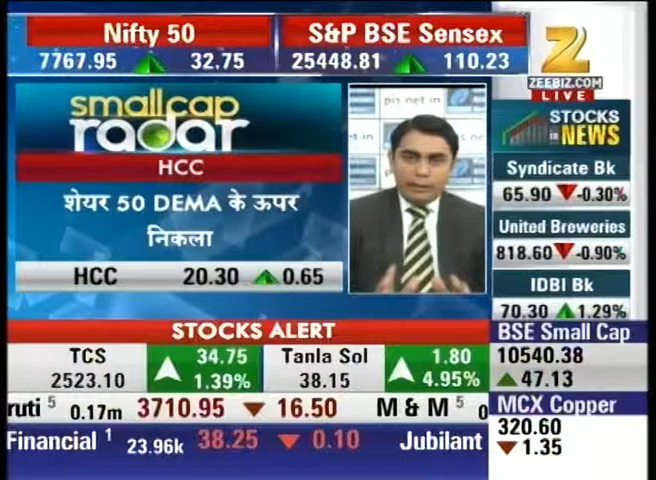 Nifty 50
7767.95 32.75
S&P BSE Sensex
25448.81 110.23
ZEEBIZ.COM
LIVE
smallcap
radar
HCC
शेयर 50 DEMA के ऊपर
निकला
HCC 20.30 0.65
pis net.in
STOCKS
in NEWS
Syndicate Bk
65.90 -0.30%
United Breweries
818.60 -0.90%
IDBI Bk
70.30 1.29%
STOCKS ALERT
TCS 34.75
2523.10 1.39%
Tanla Sol 1.80
38.15 4.95%
BSE Small Cap
10540.38
47.13
MCX Copper
320.60
1.35
ruti 5 0.17m 3710.95 16.50 M & M 5 0
Financial 1 23.96k 38.25 0.10 Jubilant